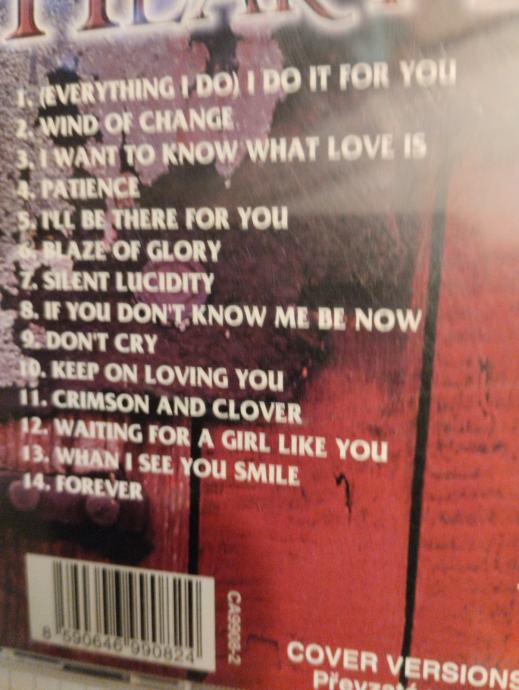 HEART
1. (EVERYTHING I DO) I DO IT FOR YOU
2. WIND OF CHANGE
3. I WANT TO KNOW WHAT LOVE IS
4. PATIENCE
5. I'LL BE THERE FOR YOU
6. BLAZE OF GLORY
7. SILENT LUCIDITY
8. IF YOU DON'T KNOW ME BE NOW
9. DON'T CRY
10. KEEP ON LOVING YOU
11. CRIMSON AND CLOVER
12. WAITING FOR A GIRL LIKE YOU
13. WHAN I SEE YOU SMILE
14. FOREVER
8 590646 990824
CA99908-2
COVER VERSIONS